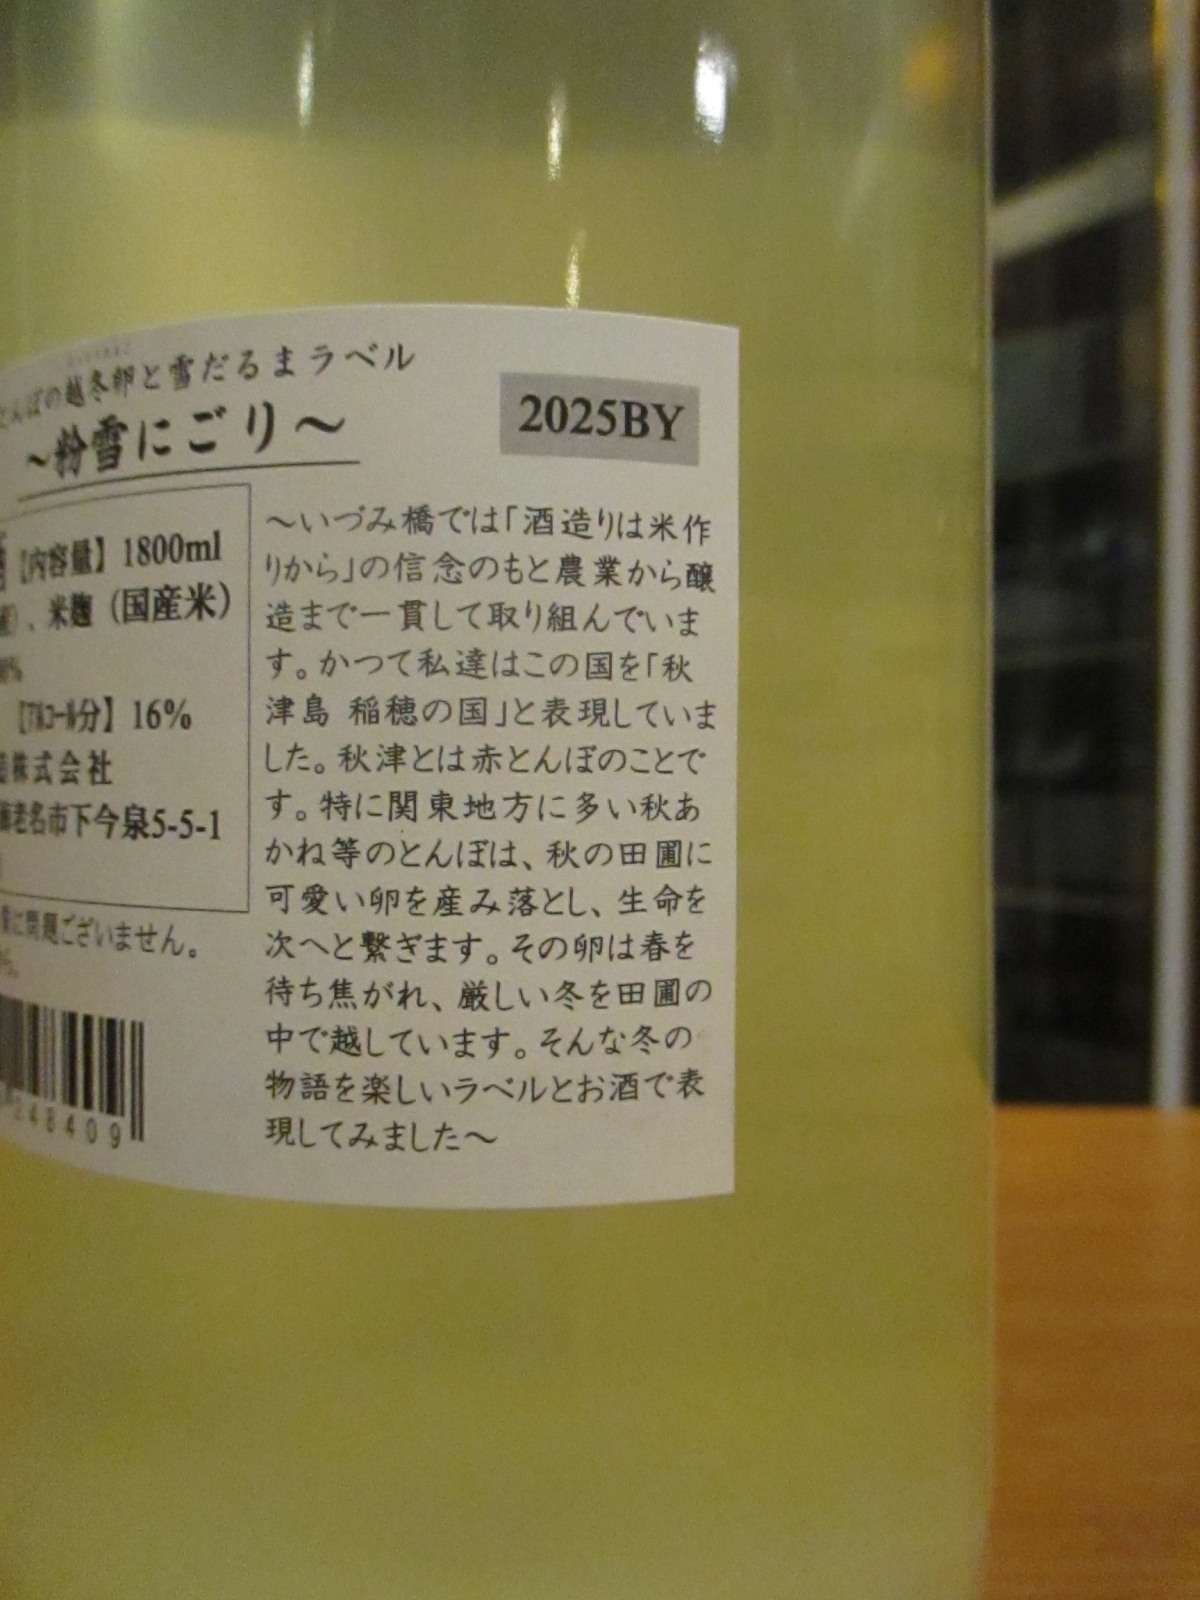 とんぼの越冬卵と雪だるまラベル
～粉雪にごり～
2025BY
【内容量】1800ml
、米麹（国産米）
【アルコール分】16%
株式会社
海老名市下今泉5-5-1
に問題ございません。
248409
～いづみ橋では「酒造りは米作
りから」の信念のもと農業から醸
造まで一貫して取り組んでいま
す。かつて私達はこの国を「秋
津島 稲穂の国」と表現していま
した。秋津とは赤とんぼのことで
す。特に関東地方に多い秋あ
かね等のとんぼは、秋の田圃に
可愛い卵を産み落とし、生命を
次へと繋ぎます。その卵は春を
待ち焦がれ、厳しい冬を田圃の
中で越しています。そんな冬の
物語を楽しいラベルとお酒で表
現してみました～